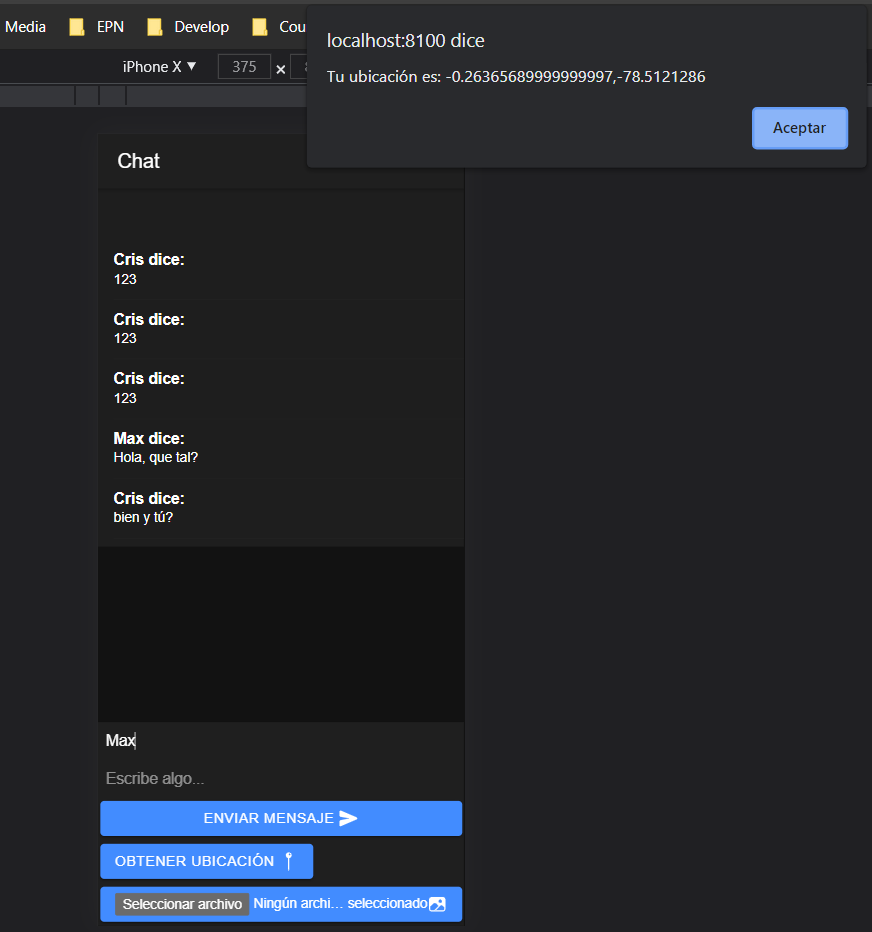 Media EPN Develop Cou
localhost:8100 dice
Tu ubicación es: -0.26365689999999997,-78.5121286
Aceptar
iPhone X ▼ 375 ×
Chat
Cris dice:
123
Cris dice:
123
Cris dice:
123
Max dice:
Hola, que tal?
Cris dice:
bien y tú?
Max
Escribe algo...
ENVIAR MENSAJE
OBTENER UBICACIÓN
Seleccionar archivo Ningún archi... seleccionado